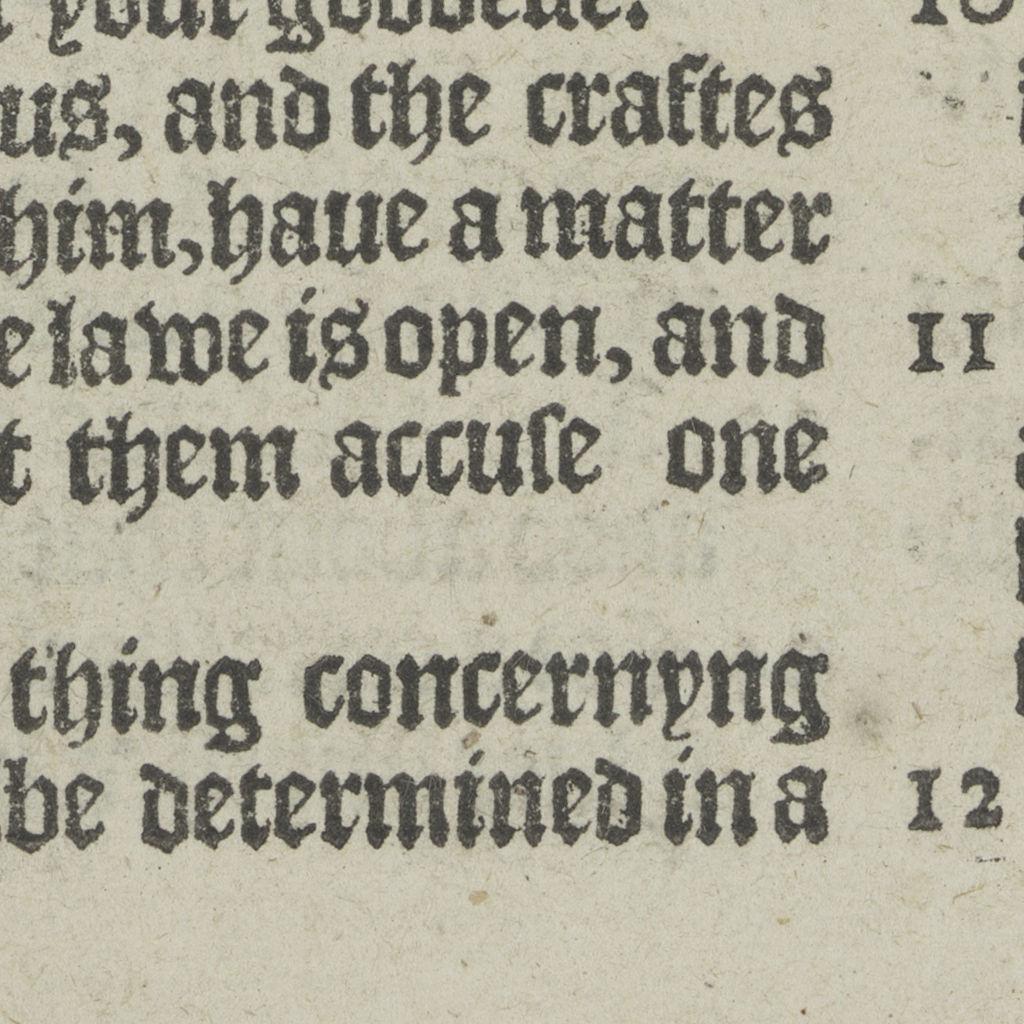 your goddesse. 10
us, and the craftes
him, haue a matter
lawe is open, and 11
them accuse one
thing concernyng
be determined in a 12